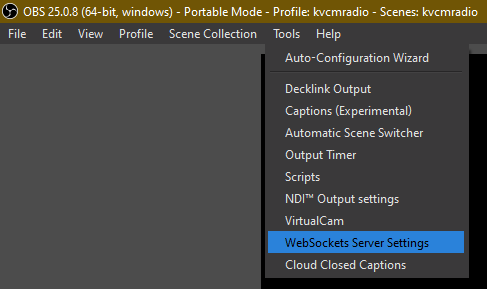 OBS 25.0.8 (64-bit, windows) - Portable Mode - Profile: kvcmradio - Scenes: kvcmradio
File Edit View Profile Scene Collection Tools Help
Auto-Configuration Wizard
Decklink Output
Captions (Experimental)
Automatic Scene Switcher
Output Timer
Scripts
NDI™ Output settings
VirtualCam
WebSockets Server Settings
Cloud Closed Captions